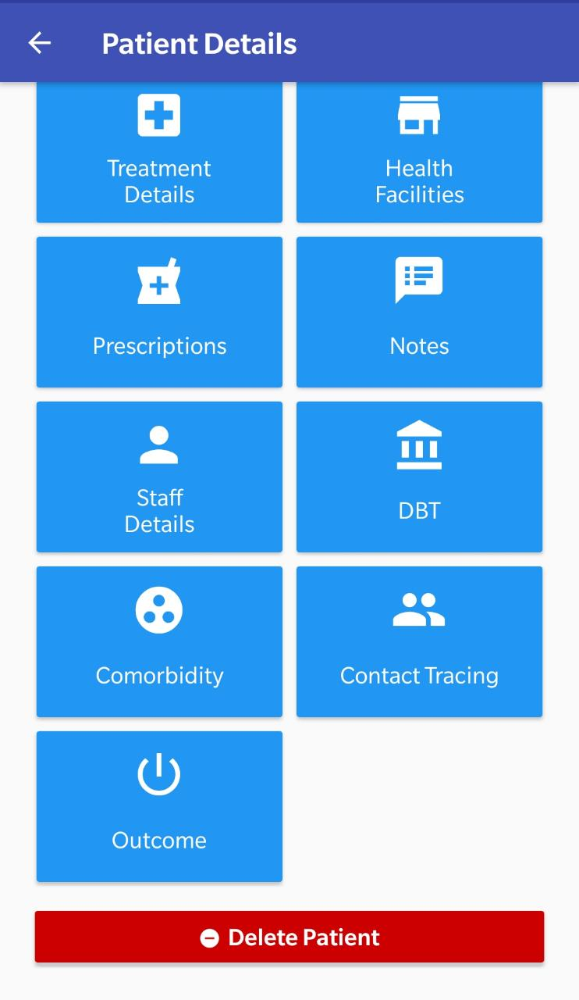 Patient Details
Treatment
Details
Health
Facilities
Prescriptions
Notes
Staff
Details
DBT
Comorbidity
Contact Tracing
Outcome
Delete Patient